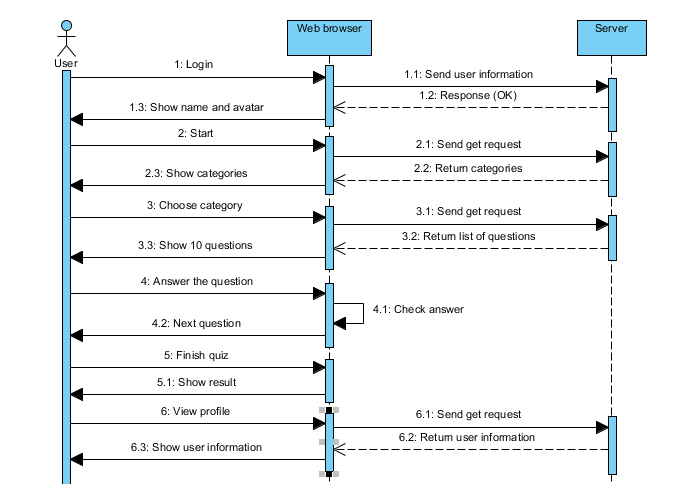 Web browser
Server
User
1: Login
1.1: Send user information
1.2: Response (OK)
1.3: Show name and avatar
2: Start
2.1: Send get request
2.2: Return categories
2.3: Show categories
3: Choose category
3.1: Send get request
3.2: Return list of questions
3.3: Show 10 questions
4: Answer the question
4.1: Check answer
4.2: Next question
5: Finish quiz
5.1: Show result
6: View profile
6.1: Send get request
6.2: Return user information
6.3: Show user information